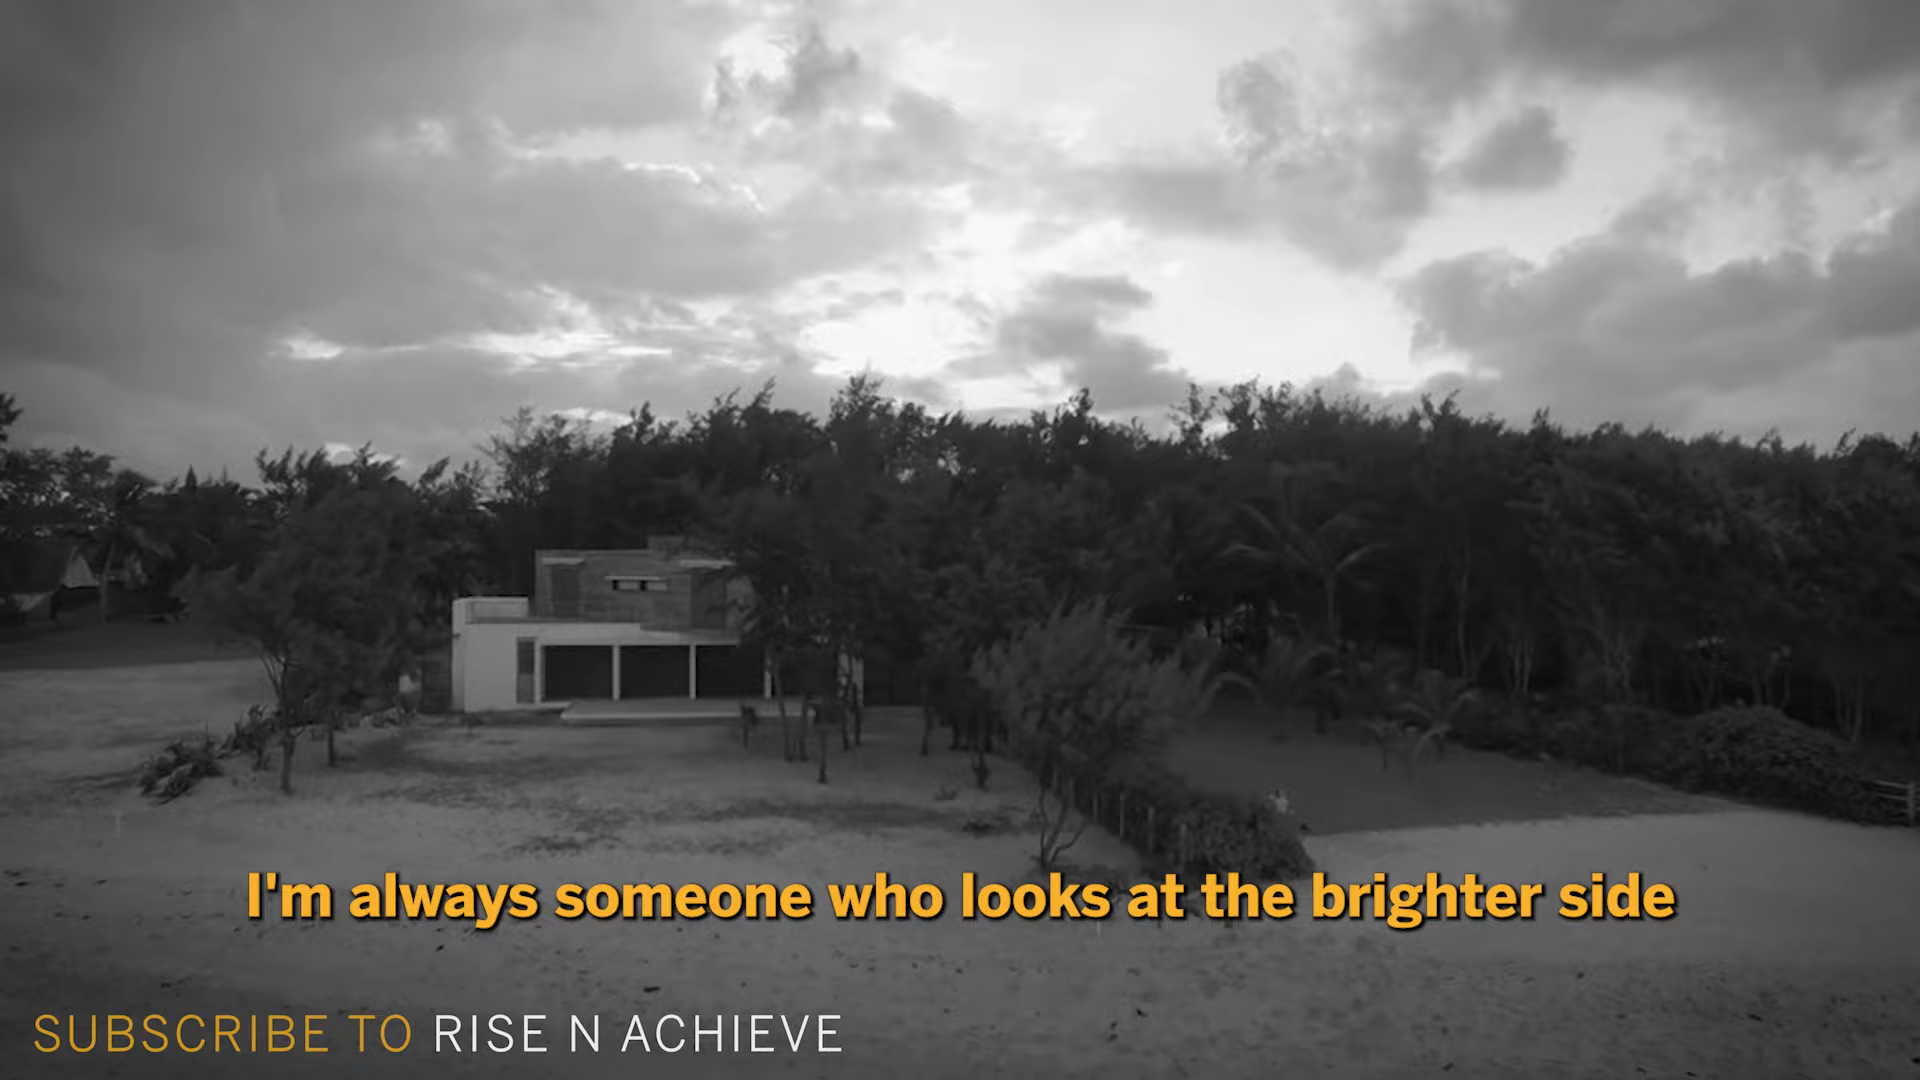 I'm always someone who looks at the brighter side
SUBSCRIBE TO RISE N ACHIEVE